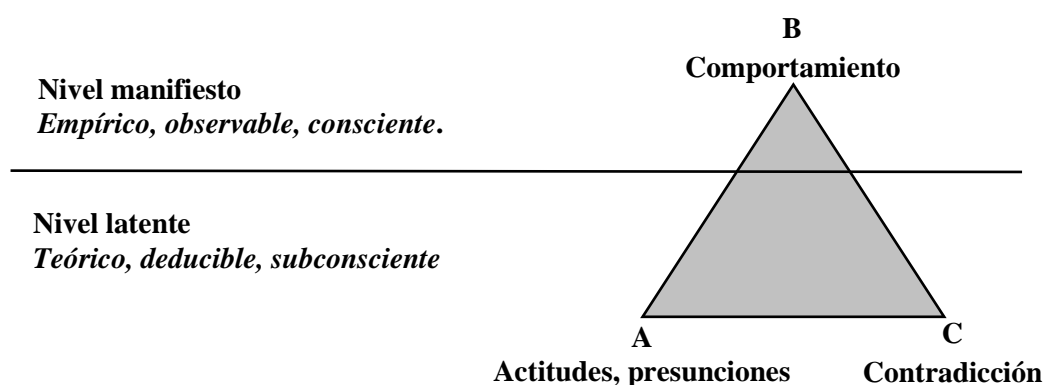 B
Comportamiento
Nivel manifiesto
Empírico, observable, consciente.
Nivel latente
Teórico, deducible, subconsciente
A
C
Actitudes, presunciones
Contradicción